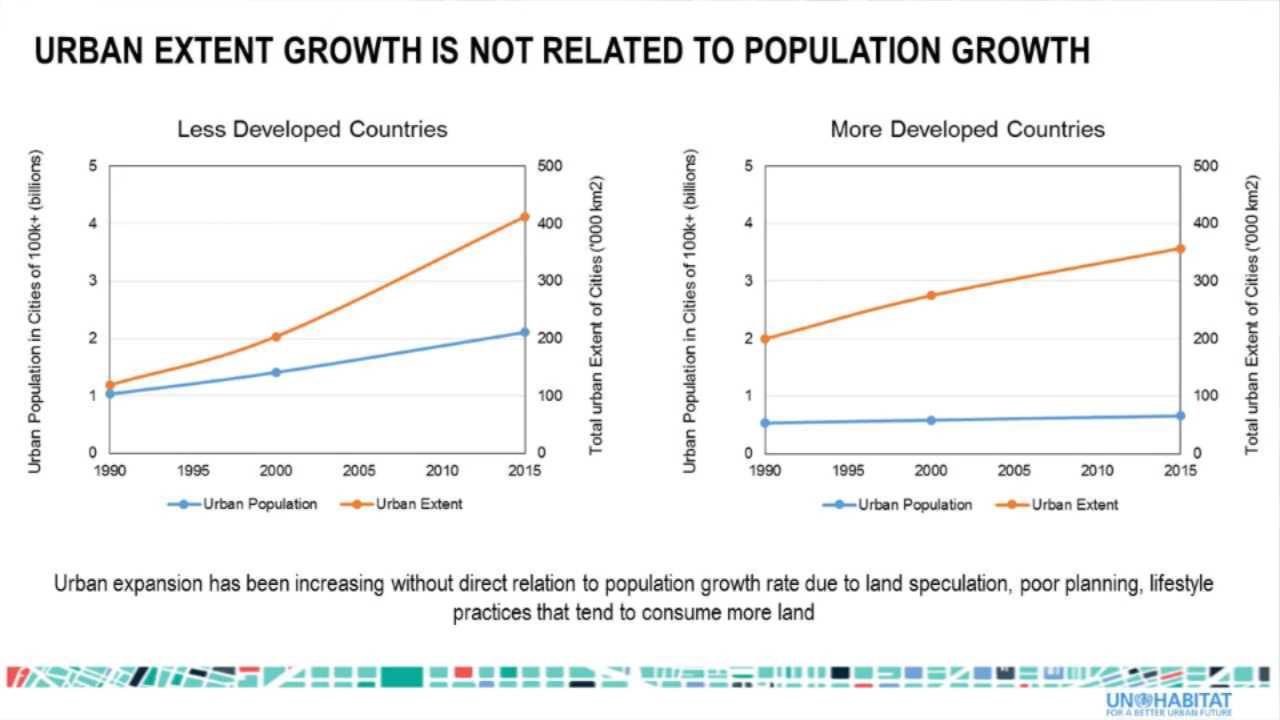 URBAN EXTENT GROWTH IS NOT RELATED TO POPULATION GROWTH
Less Developed Countries
Urban Population in Cities of 100k+ (billions)
5
4
3
2
1
0
500
400
300
200
100
0
Total urban Extent of Cities ('000 km2)
1990 1995 2000 2005 2010 2015
Urban Population Urban Extent
More Developed Countries
Urban Population in Cities of 100k+ (billions)
5
4
3
2
1
0
500
400
300
200
100
0
Total urban Extent of Cities ('000 km2)
1990 1995 2000 2005 2010 2015
Urban Population Urban Extent
Urban expansion has been increasing without direct relation to population growth rate due to land speculation, poor planning, lifestyle
practices that tend to consume more land
UN HABITAT
FOR A BETTER URBAN FUTURE